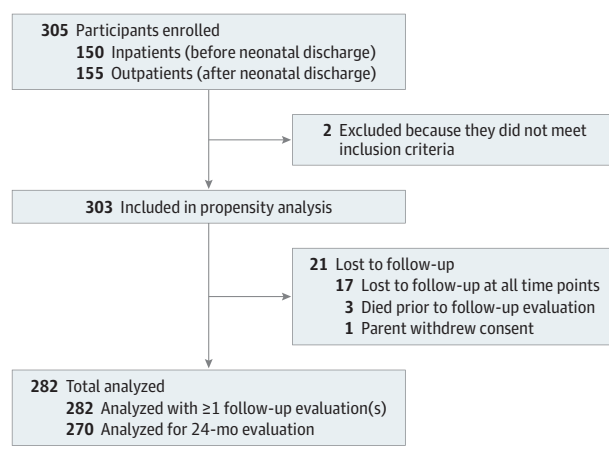 305 Participants enrolled
150 Inpatients (before neonatal discharge)
155 Outpatients (after neonatal discharge)
2 Excluded because they did not meet
inclusion criteria
303 Included in propensity analysis
21 Lost to follow-up
17 Lost to follow-up at all time points
3 Died prior to follow-up evaluation
1 Parent withdrew consent
282 Total analyzed
282 Analyzed with ≥1 follow-up evaluation(s)
270 Analyzed for 24-mo evaluation